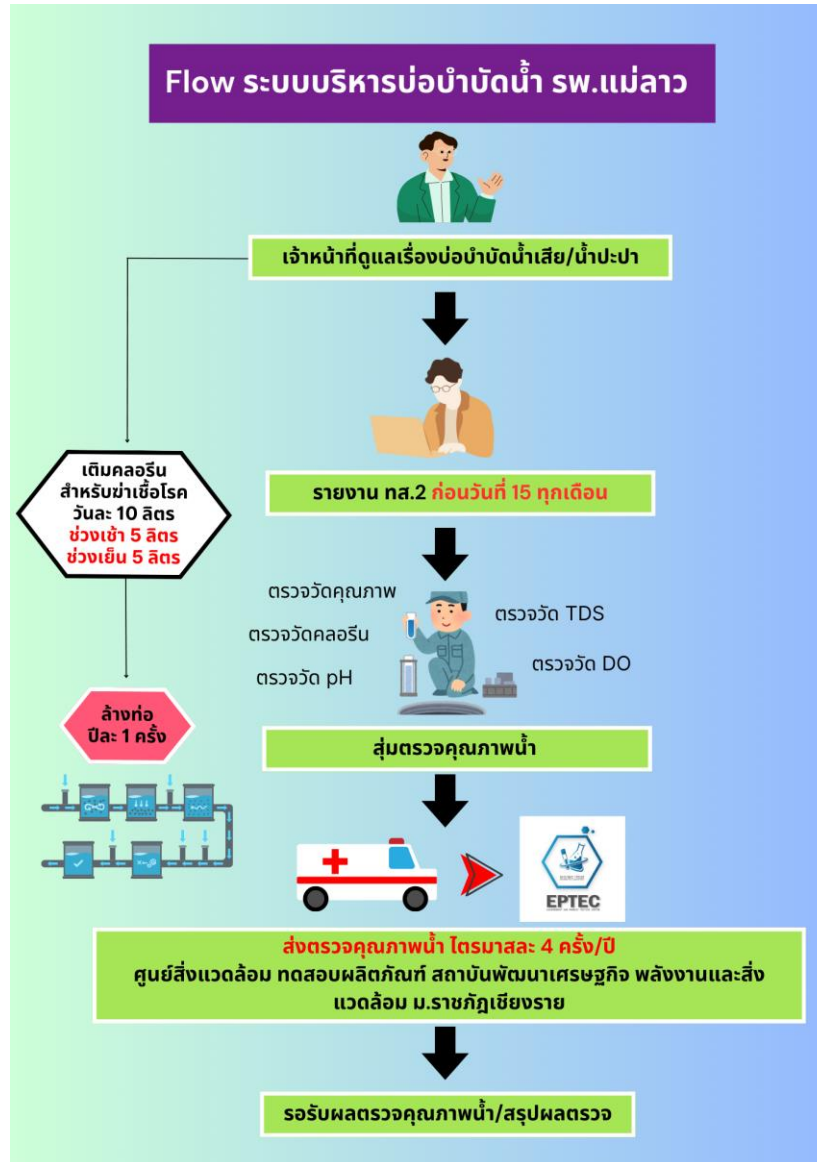 Flow ระบบบริหารบ่อบำบัดน้ำ รพ.แม่ลาว
เจ้าหน้าที่ดูแลเรื่องบ่อบำบัดน้ำเสีย/น้ำปะปา
เติมคลอรีน
สำหรับฆ่าเชื้อโรค
วันละ 10 ลิตร
ช่วงเช้า 5 ลิตร
ช่วงเย็น 5 ลิตร
รายงาน ทส.2 ก่อนวันที่ 15 ทุกเดือน
ตรวจวัดคุณภาพ
ตรวจวัดคลอรีน
ตรวจวัด pH
ตรวจวัด TDS
ตรวจวัด DO
ล้างท่อ
ปีละ 1 ครั้ง
สุ่มตรวจคุณภาพน้ำ
EPTEC
ส่งตรวจคุณภาพน้ำ ไตรมาสละ 4 ครั้ง/ปี
ศูนย์สิ่งแวดล้อม ทดสอบผลิตภัณฑ์ สถาบันพัฒนาเศรษฐกิจ พลังงานและสิ่ง
แวดล้อม ม.ราชภัฏเชียงราย
รอรับผลตรวจคุณภาพน้ำ/สรุปผลตรวจ